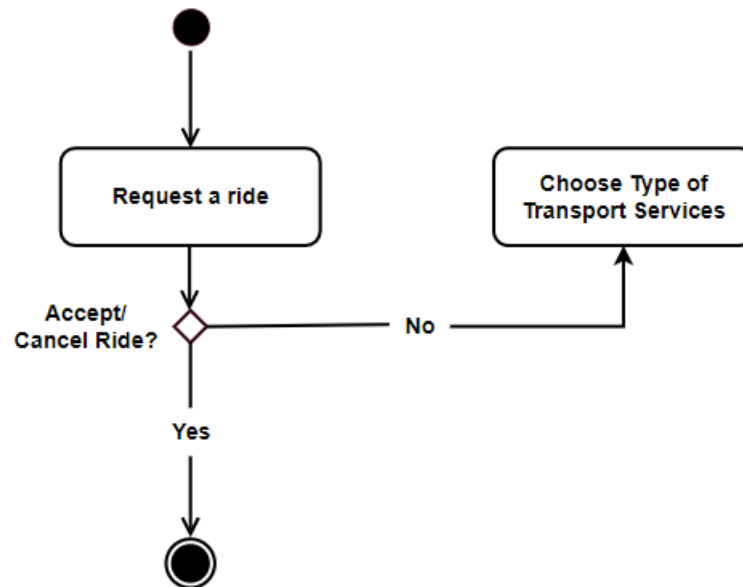 Request a ride
Choose Type of
Transport Services
Accept/
Cancel Ride?
No
Yes